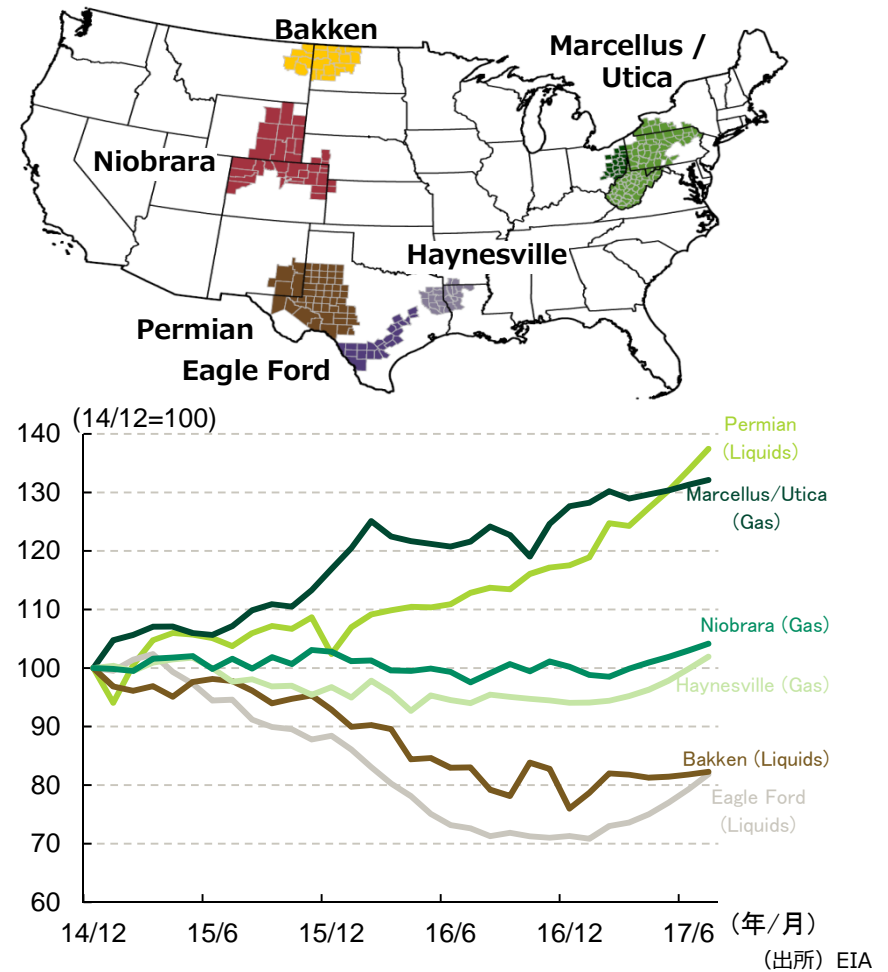 Bakken
Marcellus /
Utica
Niobrara
Haynesville
Permian
Eagle Ford
(14/12=100)
140
130
120
110
100
90
80
70
60
Permian
(Liquids)
Marcellus/Utica
(Gas)
Niobrara (Gas)
Haynesville (Gas)
Bakken (Liquids)
Eagle Ford
(Liquids)
14/12 15/6 15/12 16/6 16/12 17/6 (年/月)
(出所) EIA